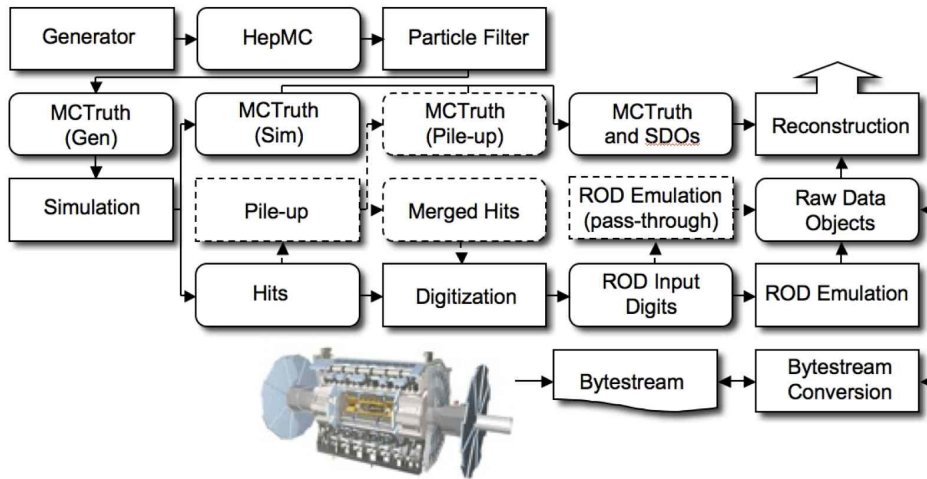 Generator
HepMC
Particle Filter
MCTruth
(Gen)
MCTruth
(Sim)
MCTruth
(Pile-up)
MCTruth
and SDOs
Reconstruction
Simulation
Pile-up
Merged Hits
ROD Emulation
(pass-through)
Raw Data
Objects
Hits
Digitization
ROD Input
Digits
ROD Emulation
Bytestream
Bytestream
Conversion